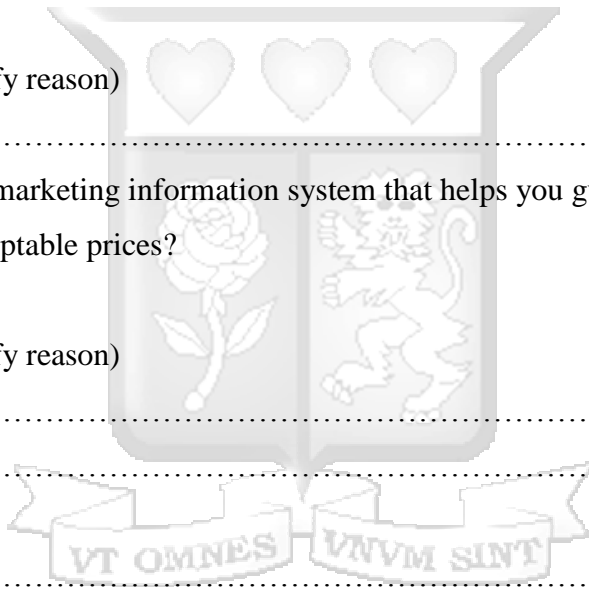 fy reason)
……………………………………………………
marketing information system that helps you g
ptable prices?
fy reason)
……………………………………………………
……………………………………………………
VT OMNES VNVM SINT
……………………………………………………